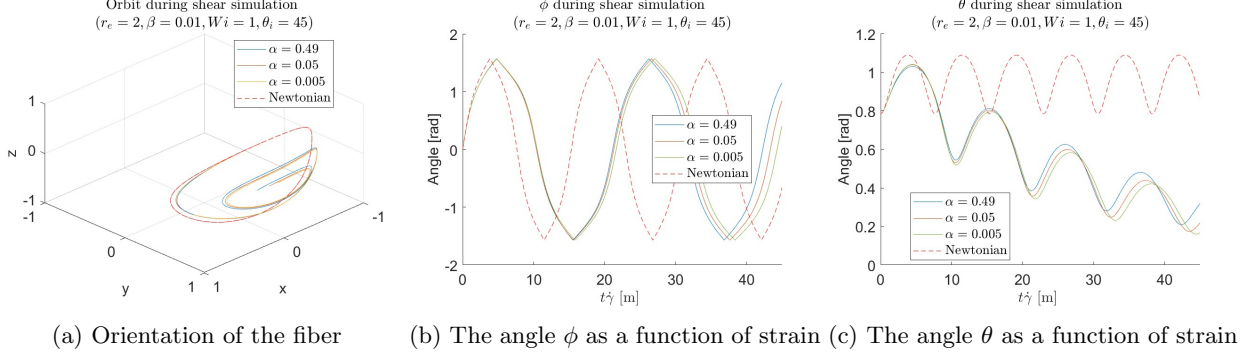 Orbit during shear simulation
(r_e = 2, β = 0.01, Wi = 1, θ_i = 45)
α = 0.49
α = 0.05
α = 0.005
Newtonian
1
0
-1
z
-1
0
1
y
1
0
-1
x
(a) Orientation of the fiber
ϕ during shear simulation
(r_e = 2, β = 0.01, Wi = 1, θ_i = 45)
2
1
0
-1
-2
Angle [rad]
α = 0.49
α = 0.05
α = 0.005
Newtonian
0 10 20 30 40
tγ̇ [m]
(b) The angle ϕ as a function of strain
θ during shear simulation
(r_e = 2, β = 0.01, Wi = 1, θ_i = 45)
1.2
1
0.8
0.6
0.4
0.2
0
Angle [rad]
α = 0.49
α = 0.05
α = 0.005
Newtonian
0 10 20 30 40
tγ̇ [m]
(c) The angle θ as a function of strain